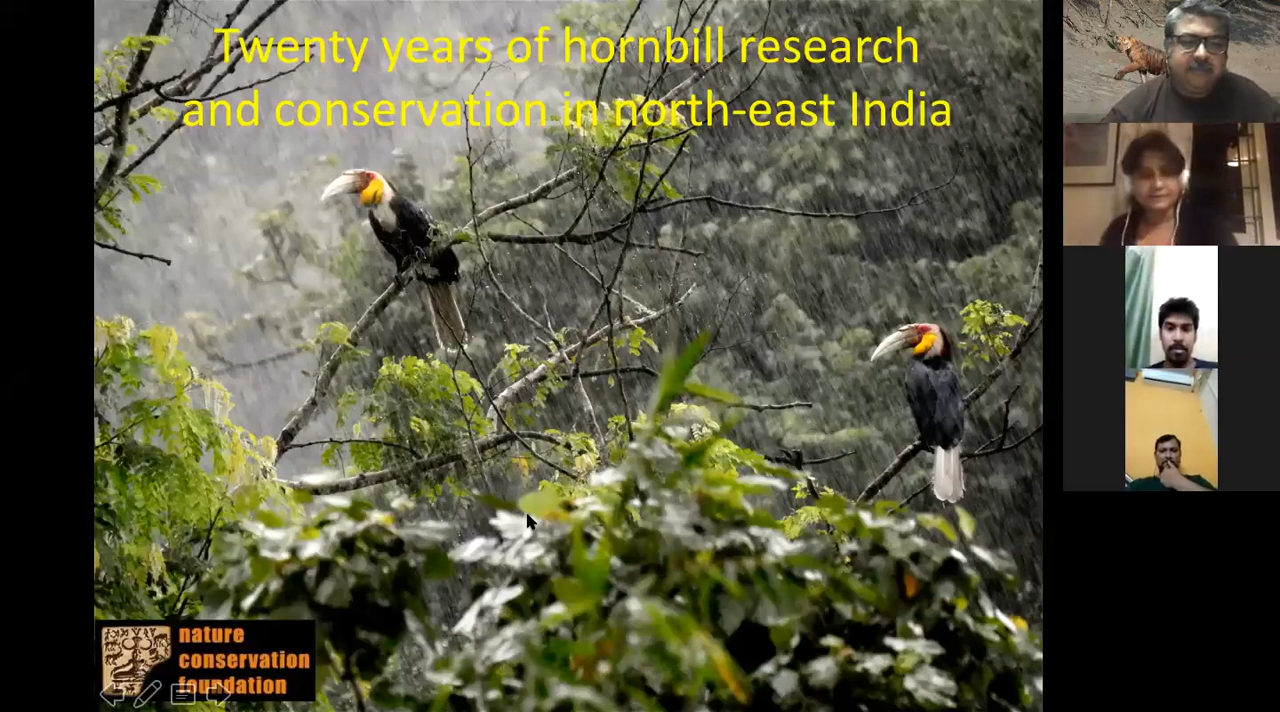 Twenty years of hornbill research
and conservation in north-east India
nature
conservation
foundation